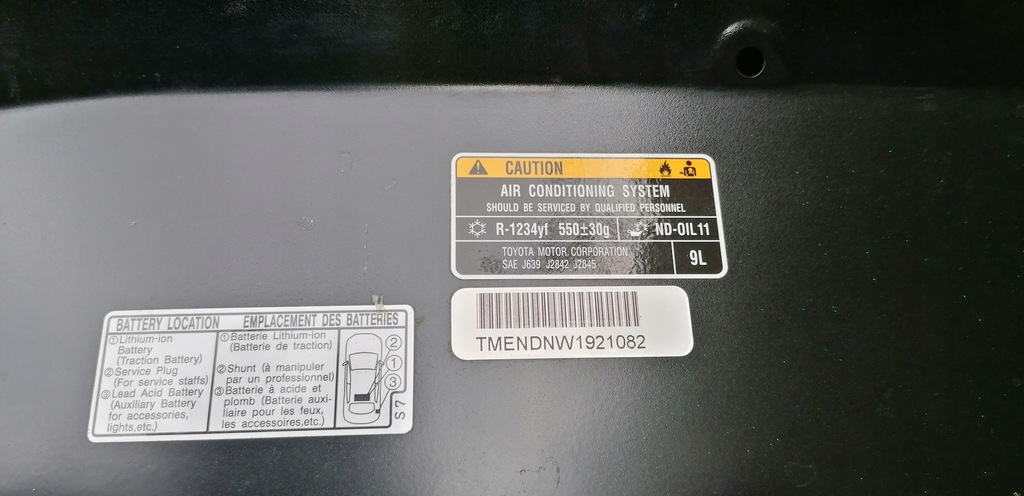 CAUTION
AIR CONDITIONING SYSTEM
SHOULD BE SERVICED BY QUALIFIED PERSONNEL
R-1234yf 550±30g ND-OIL11
TOYOTA MOTOR CORPORATION
SAE J639 J2842 J2845
9L
TMENDNW1921082
BATTERY LOCATION
①Lithium-ion
Battery
(Traction Battery)
②Service Plug
(For service staffs)
③Lead Acid Battery
(Auxiliary Battery
for accessories,
lights,etc.)
EMPLACEMENT DES BATTERIES
①Batterie Lithium-ion
(Batterie de traction)
②Shunt (à manipuler
par un professionnel)
③Batterie à acide et
plomb (Batterie auxi-
liaire pour les feux,
les accessoires,etc.)
②
①
③
S7